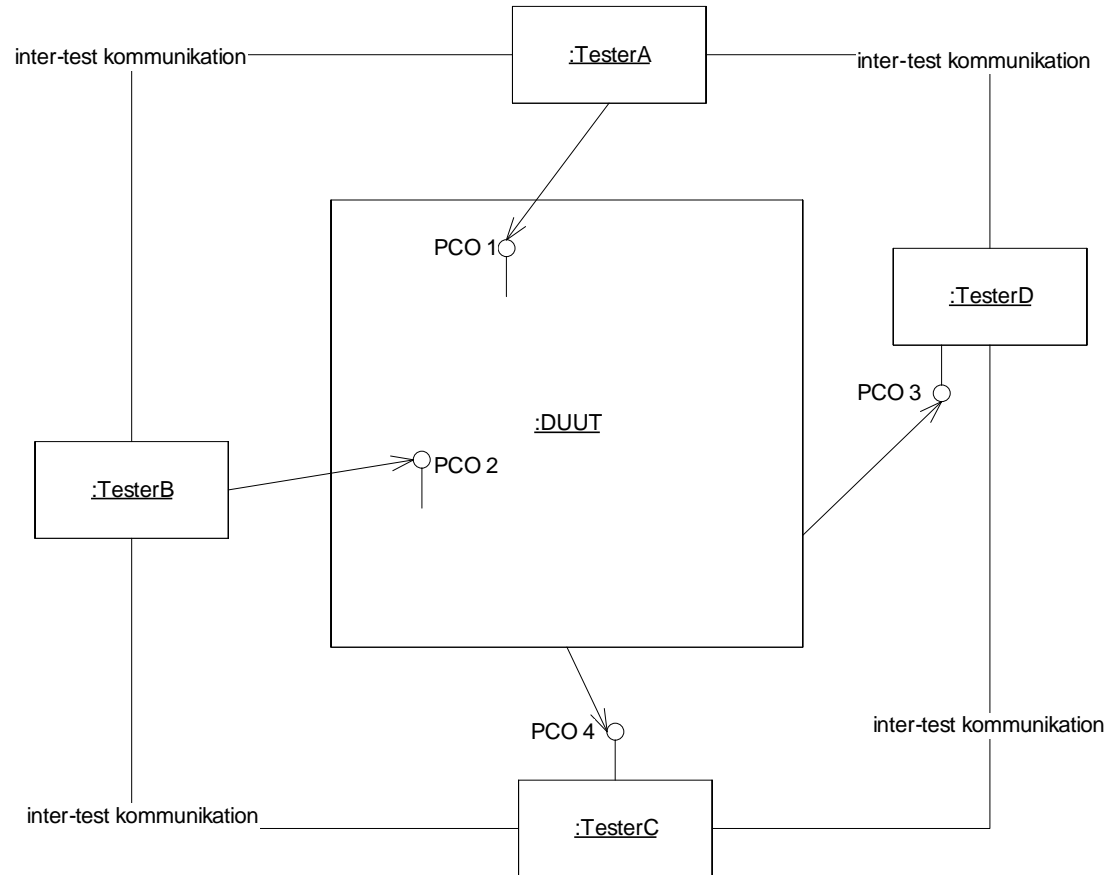 :TesterA
inter-test kommunikation
inter-test kommunikation
PCO 1
:TesterD
PCO 3
:DUUT
PCO 2
:TesterB
inter-test kommunikation
PCO 4
inter-test kommunikation
:TesterC